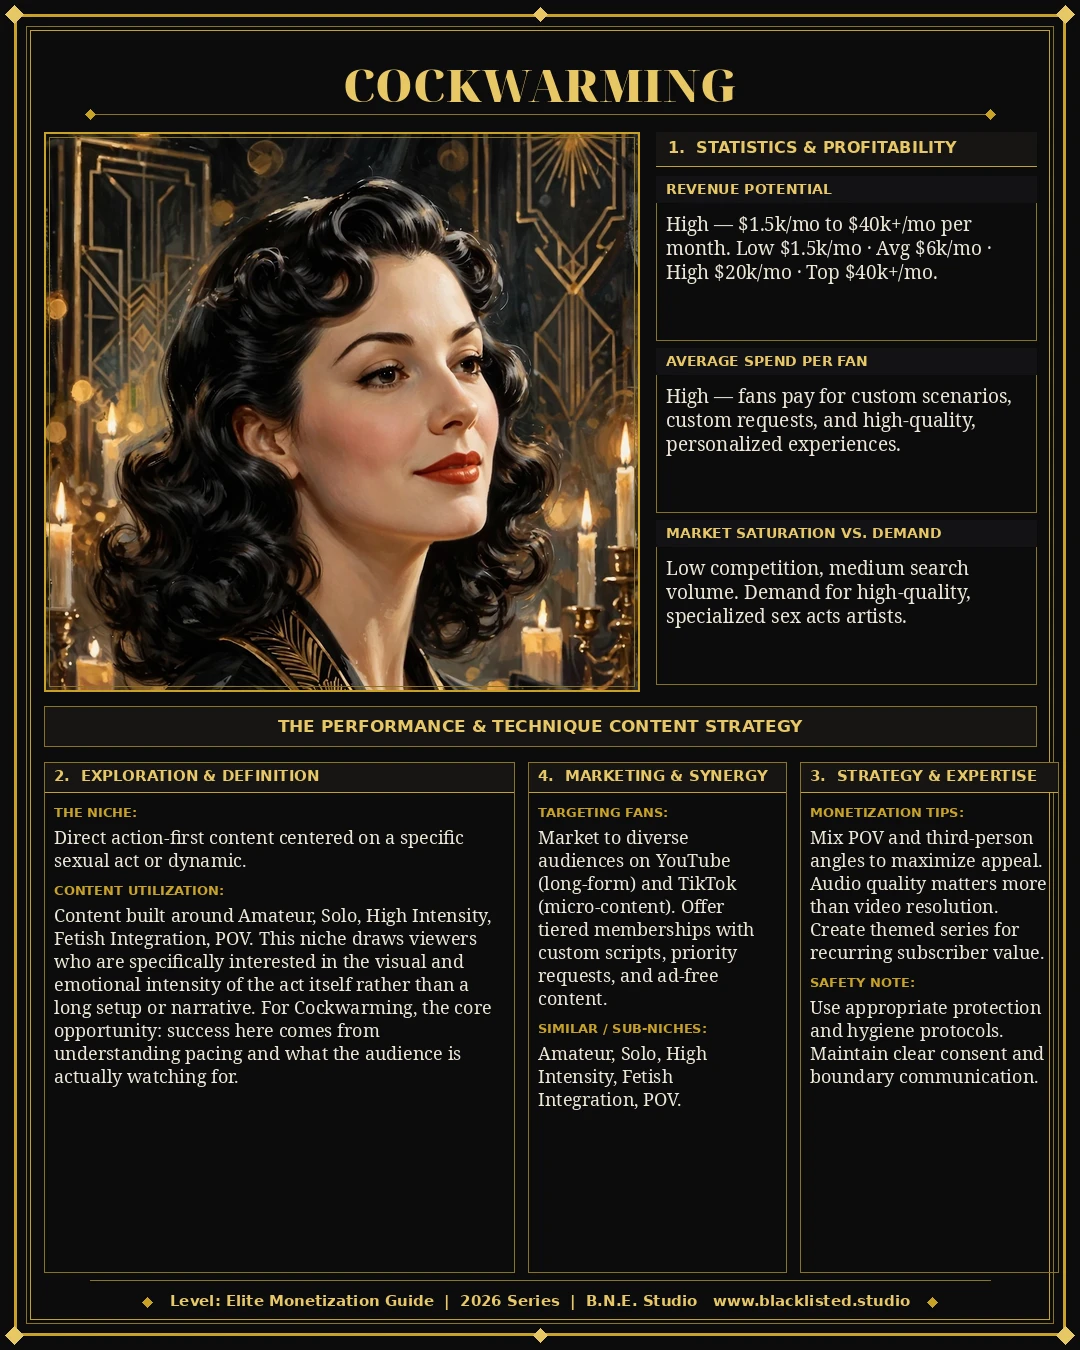 COCKWARMING
1. STATISTICS & PROFITABILITY
REVENUE POTENTIAL
High — $1.5k/mo to $40k+/mo per
month. Low $1.5k/mo · Avg $6k/mo ·
High $20k/mo · Top $40k+/mo.
AVERAGE SPEND PER FAN
High — fans pay for custom scenarios,
custom requests, and high-quality,
personalized experiences.
MARKET SATURATION VS. DEMAND
Low competition, medium search
volume. Demand for high-quality,
specialized sex acts artists.
THE PERFORMANCE & TECHNIQUE CONTENT STRATEGY
2. EXPLORATION & DEFINITION
THE NICHE:
Direct action-first content centered on a specific
sexual act or dynamic.
CONTENT UTILIZATION:
Content built around Amateur, Solo, High Intensity,
Fetish Integration, POV. This niche draws viewers
who are specifically interested in the visual and
emotional intensity of the act itself rather than a
long setup or narrative. For Cockwarming, the core
opportunity: success here comes from
understanding pacing and what the audience is
actually watching for.
4. MARKETING & SYNERGY
TARGETING FANS:
Market to diverse
audiences on YouTube
(long-form) and TikTok
(micro-content). Offer
tiered memberships with
custom scripts, priority
requests, and ad-free
content.
SIMILAR / SUB-NICHES:
Amateur, Solo, High
Intensity, Fetish
Integration, POV.
3. STRATEGY & EXPERTISE
MONETIZATION TIPS:
Mix POV and third-person
angles to maximize appeal.
Audio quality matters more
than video resolution.
Create themed series for
recurring subscriber value.
SAFETY NOTE:
Use appropriate protection
and hygiene protocols.
Maintain clear consent and
boundary communication.
Level: Elite Monetization Guide | 2026 Series | B.N.E. Studio www.blacklisted.studio